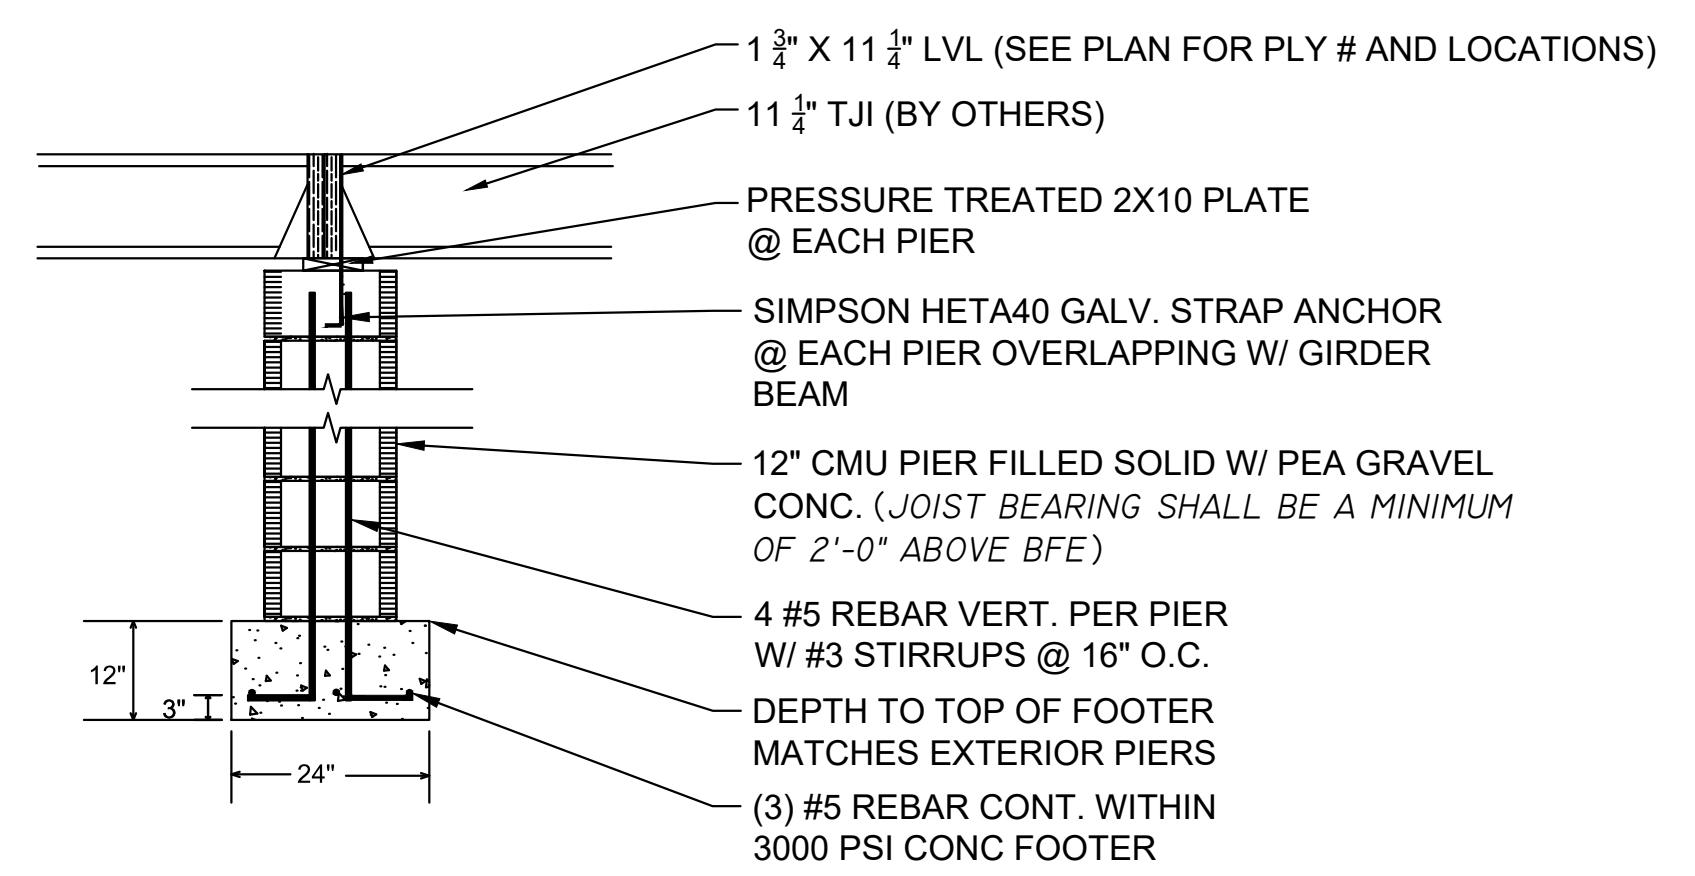 1 3/4" X 11 1/4" LVL (SEE PLAN FOR PLY # AND LOCATIONS)
11 1/4" TJI (BY OTHERS)
PRESSURE TREATED 2X10 PLATE
@ EACH PIER
SIMPSON HETA40 GALV. STRAP ANCHOR
@ EACH PIER OVERLAPPING W/ GIRDER
BEAM
12" CMU PIER FILLED SOLID W/ PEA GRAVEL
CONC. (JOIST BEARING SHALL BE A MINIMUM
OF 2'-0" ABOVE BFE)
4 #5 REBAR VERT. PER PIER
W/ #3 STIRRUPS @ 16" O.C.
DEPTH TO TOP OF FOOTER
MATCHES EXTERIOR PIERS
(3) #5 REBAR CONT. WITHIN
3000 PSI CONC FOOTER
12"
3"
24"